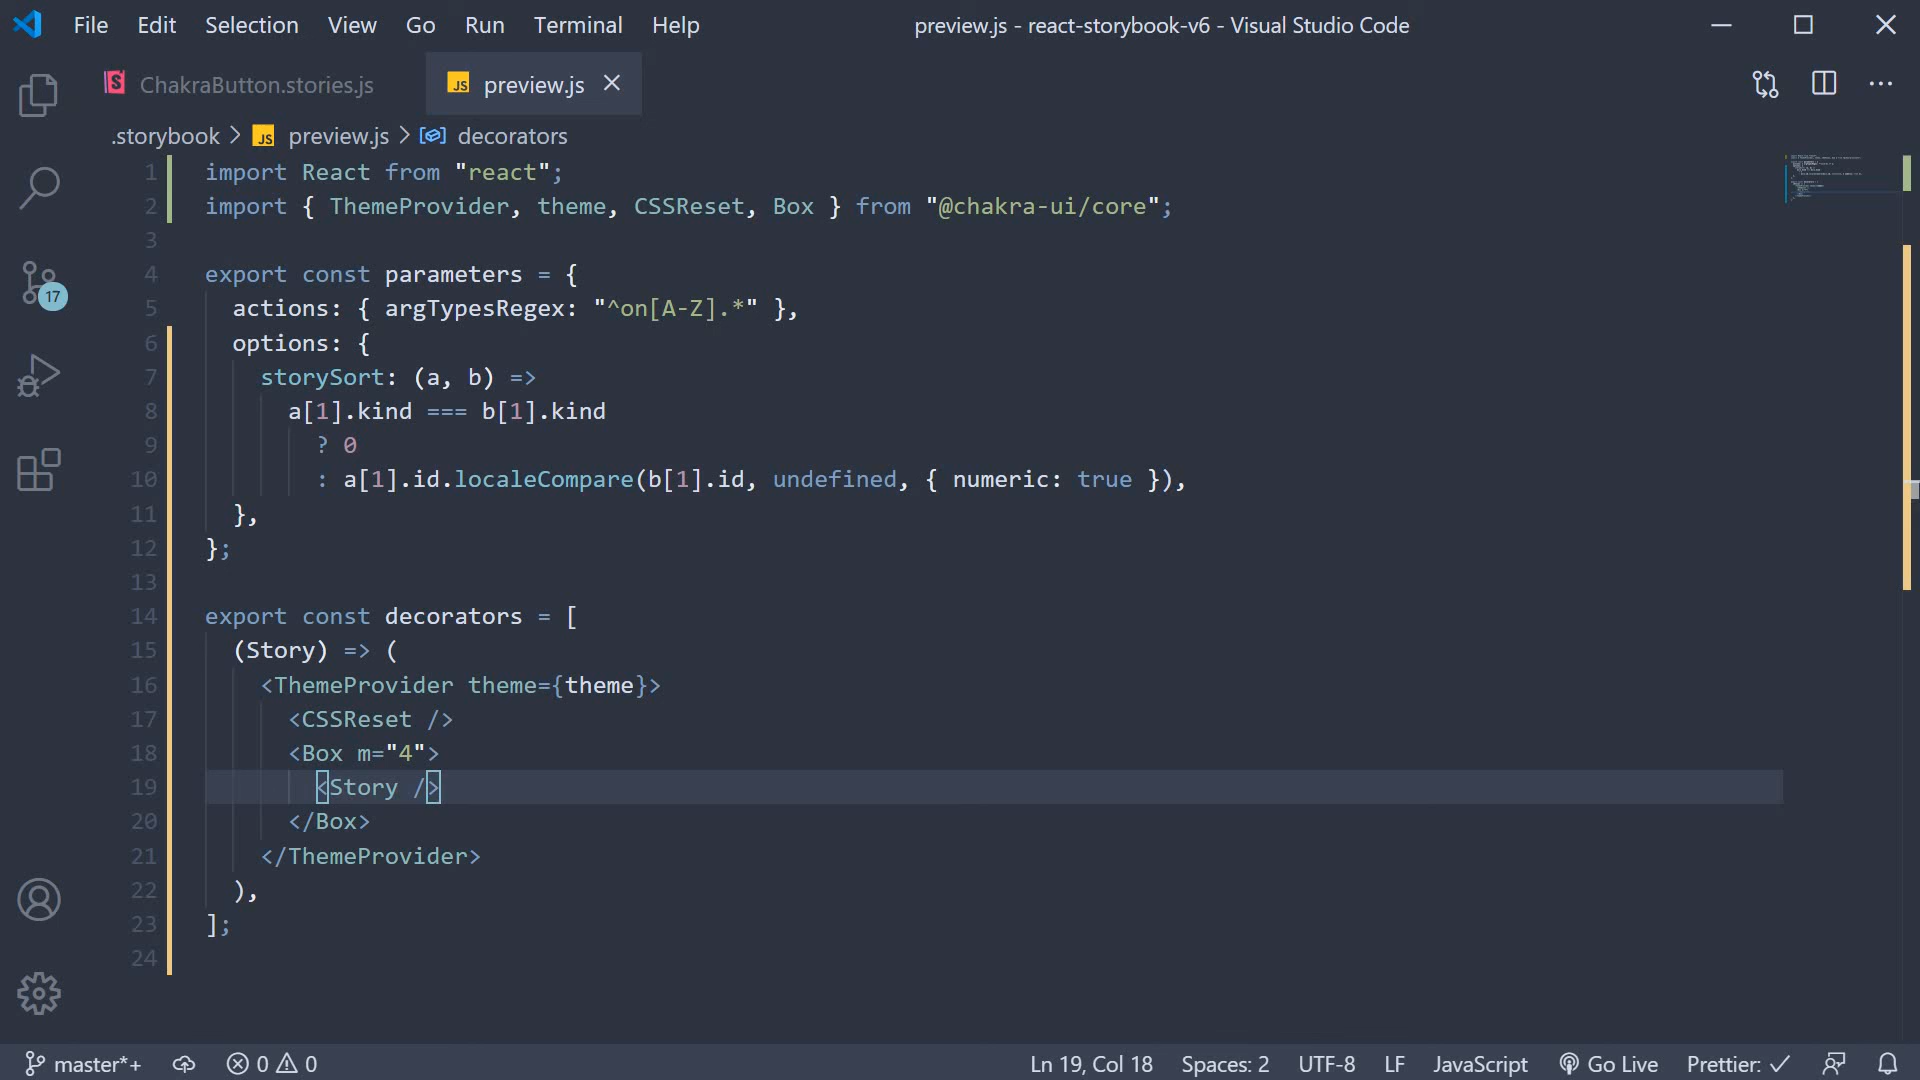 File Edit Selection View Go Run Terminal Help preview.js - react-storybook-v6 - Visual Studio Code
ChakraButton.stories.js JS preview.js
.storybook > JS preview.js > decorators
1 import React from "react";
2 import { ThemeProvider, theme, CSSReset, Box } from "@chakra-ui/core";
3
4 export const parameters = {
5 actions: { argTypesRegex: "^on[A-Z].*" },
6 options: {
7 storySort: (a, b) =>
8 a[1].kind === b[1].kind
9 ? 0
10 : a[1].id.localeCompare(b[1].id, undefined, { numeric: true }),
11 },
12 };
13
14 export const decorators = [
15 (Story) => (
16 <ThemeProvider theme={theme}>
17 <CSSReset />
18 <Box m="4">
19 <Story />
20 </Box>
21 </ThemeProvider>
22 ),
23 ];
24
17
master*+ 0 0 Ln 19, Col 18 Spaces: 2 UTF-8 LF JavaScript Go Live Prettier: ✓